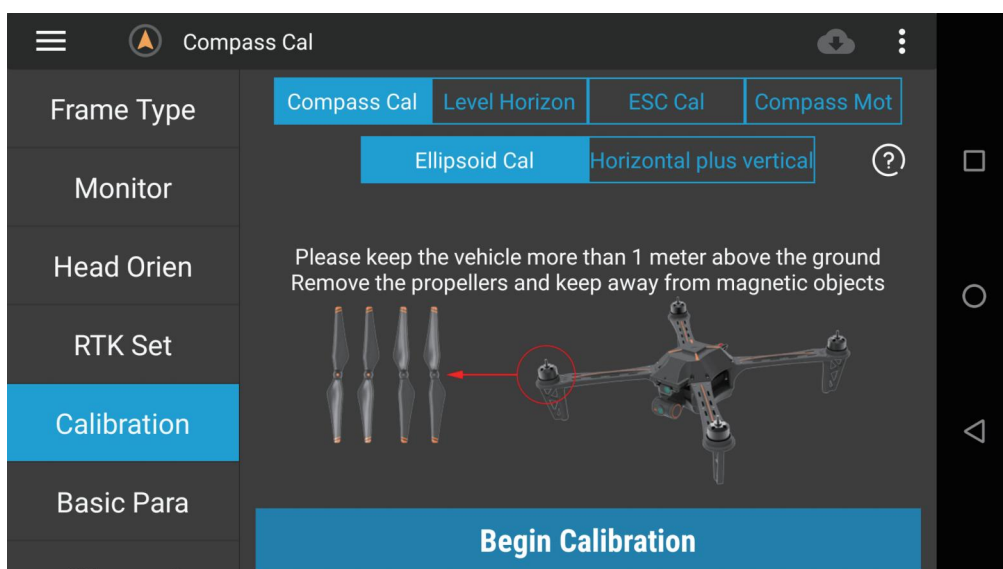 Compass Cal
Frame Type
Monitor
Head Orien
RTK Set
Calibration
Basic Para
Compass Cal
Level Horizon
ESC Cal
Compass Mot
Ellipsoid Cal
Horizontal plus vertical
?
Please keep the vehicle more than 1 meter above the ground
Remove the propellers and keep away from magnetic objects
Begin Calibration